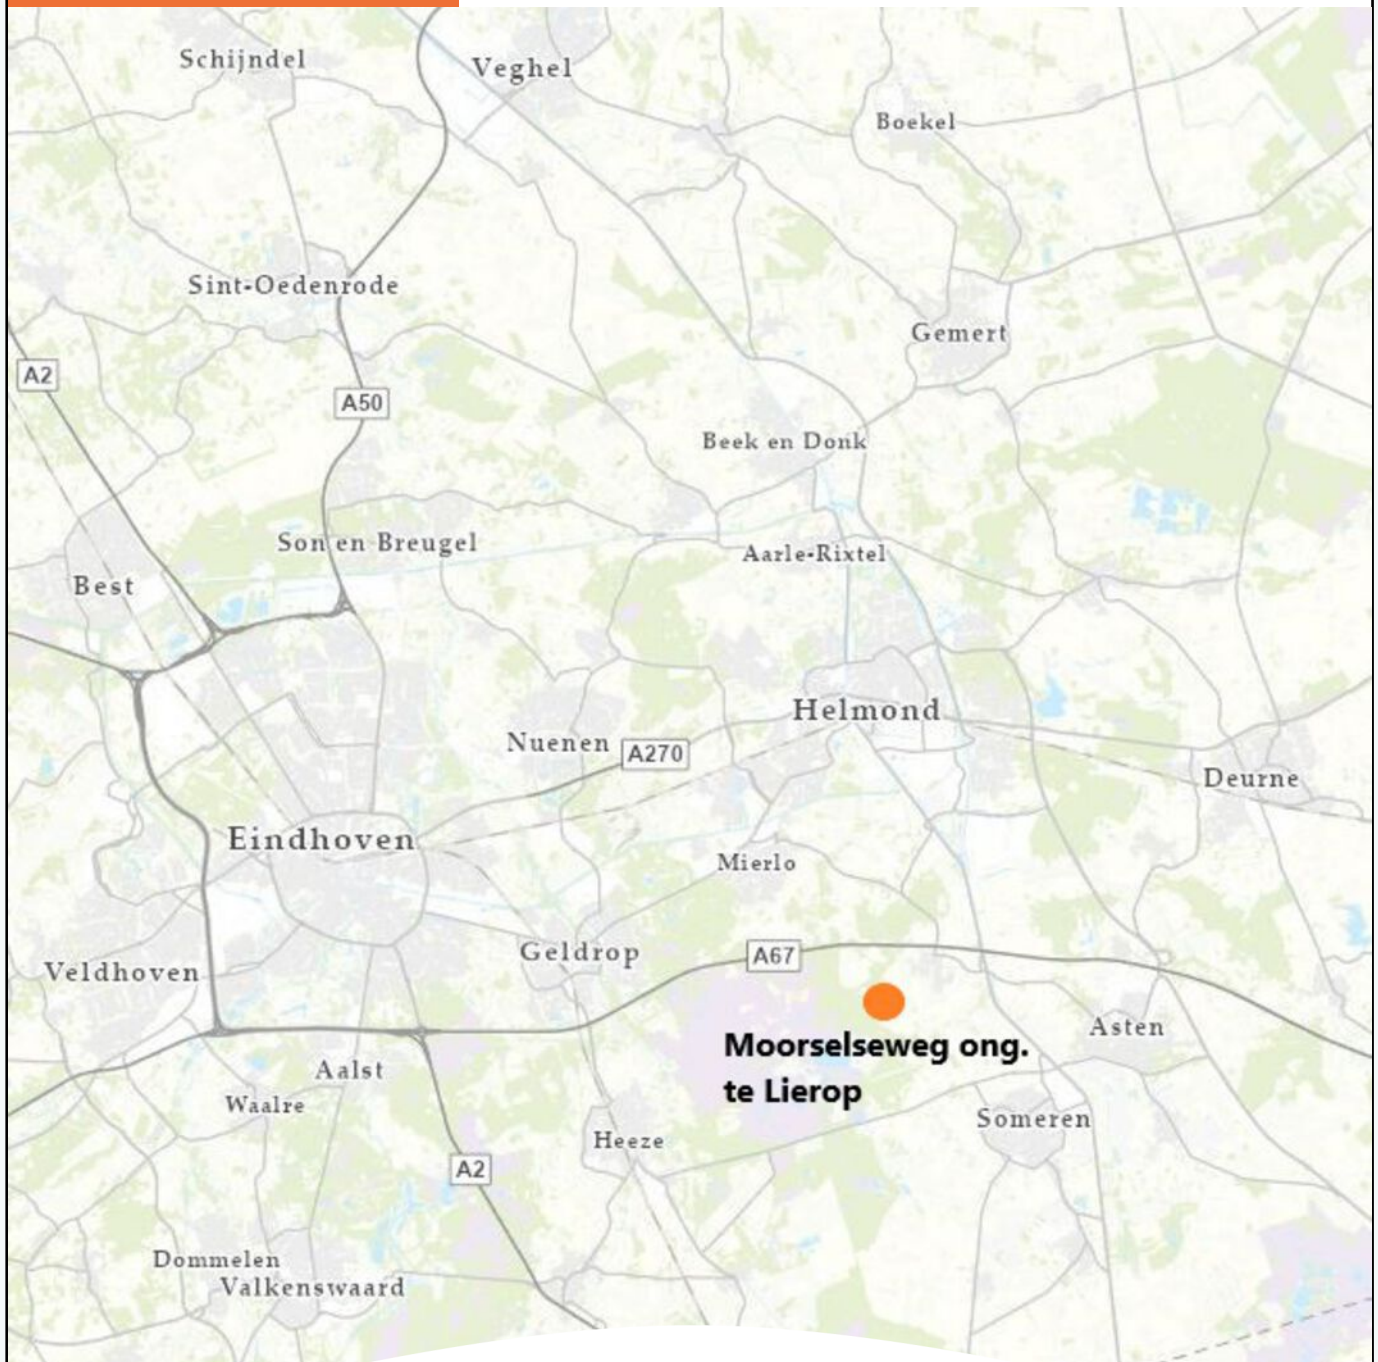 Schijndel
Veghel
Boekel
Sint-Oedenrode
Gemert
A2
A50
Beek en Donk
Son en Breugel
Aarle-Rixtel
Best
Helmond
Nuenen
A270
Deurne
Eindhoven
Mierlo
Geldrop
A67
Veldhoven
Asten
Moorselseweg ong.
te Lierop
Aalst
Waalre
Someren
Heeze
A2
Dommelen
Valkenswaard